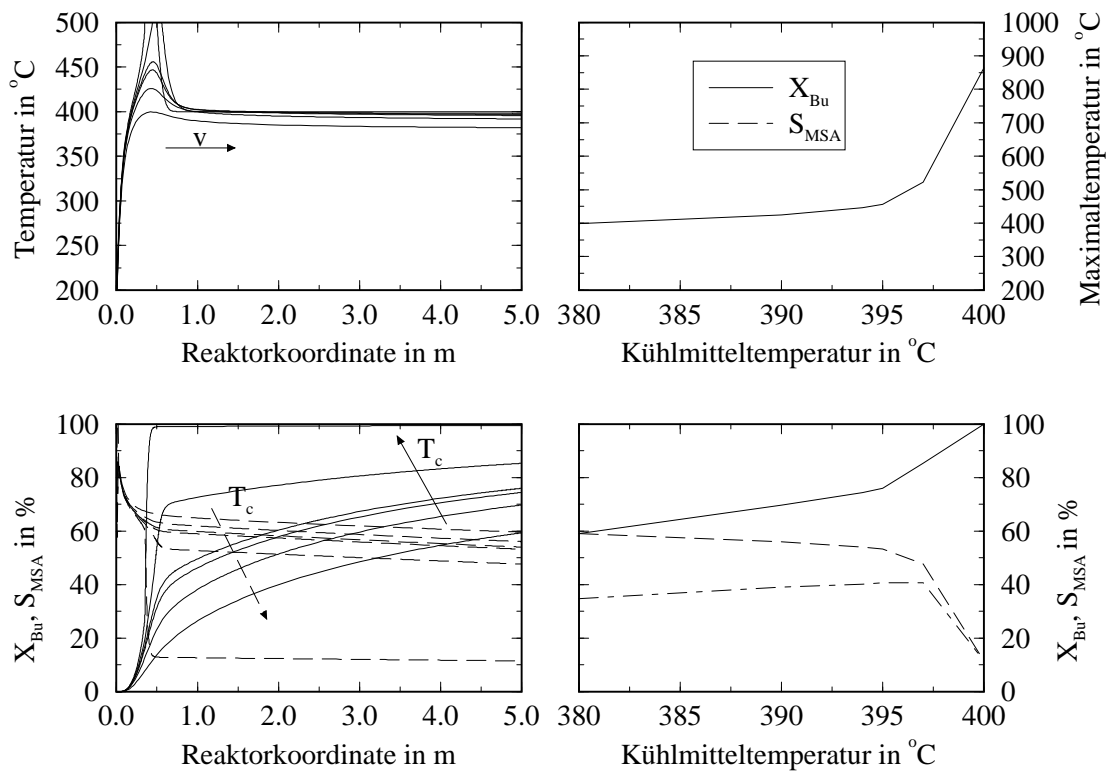 500
450
400
350
300
250
200
Temperatur in °C
v
0.0 1.0 2.0 3.0 4.0 5.0
Reaktorkoordinate in m
X_Bu
S_MSA
1000
900
800
700
600
500
400
300
200
Maximaltemperatur in °C
380 385 390 395 400
Kühlmitteltemperatur in °C
100
80
60
40
20
0
X_Bu, S_MSA in %
T_c
T_c
0.0 1.0 2.0 3.0 4.0 5.0
Reaktorkoordinate in m
100
80
60
40
20
0
X_Bu, S_MSA in %
380 385 390 395 400
Kühlmitteltemperatur in °C